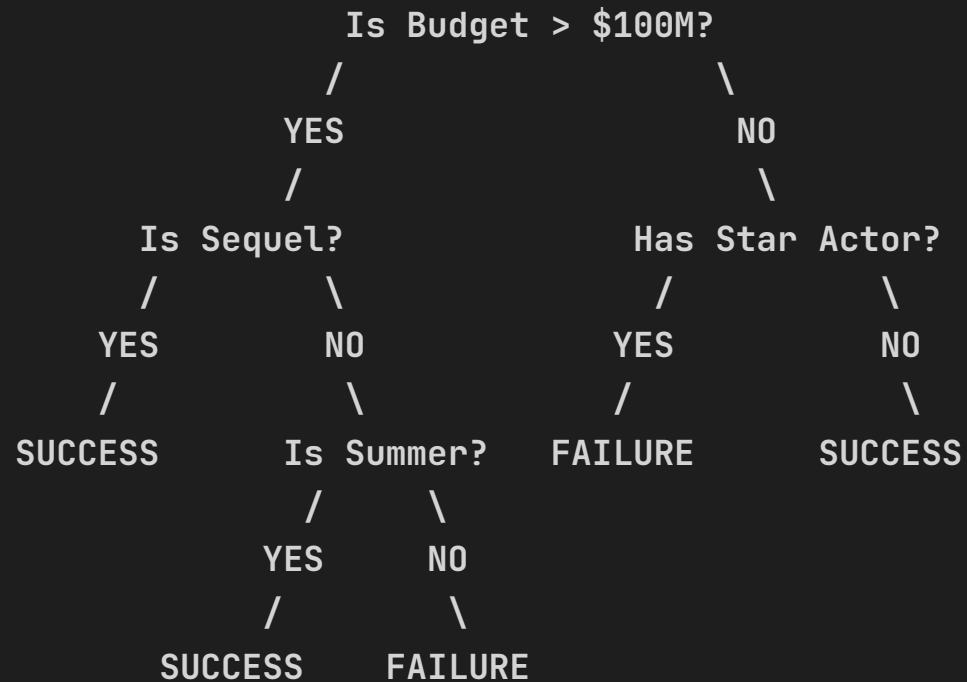 Is Budget > $100M?
/ \
YES NO
/ \
Is Sequel? Has Star Actor?
/ \ / \
YES NO YES NO
/ \ / \
SUCCESS Is Summer? FAILURE SUCCESS
/ \
YES NO
/ \
SUCCESS FAILURE